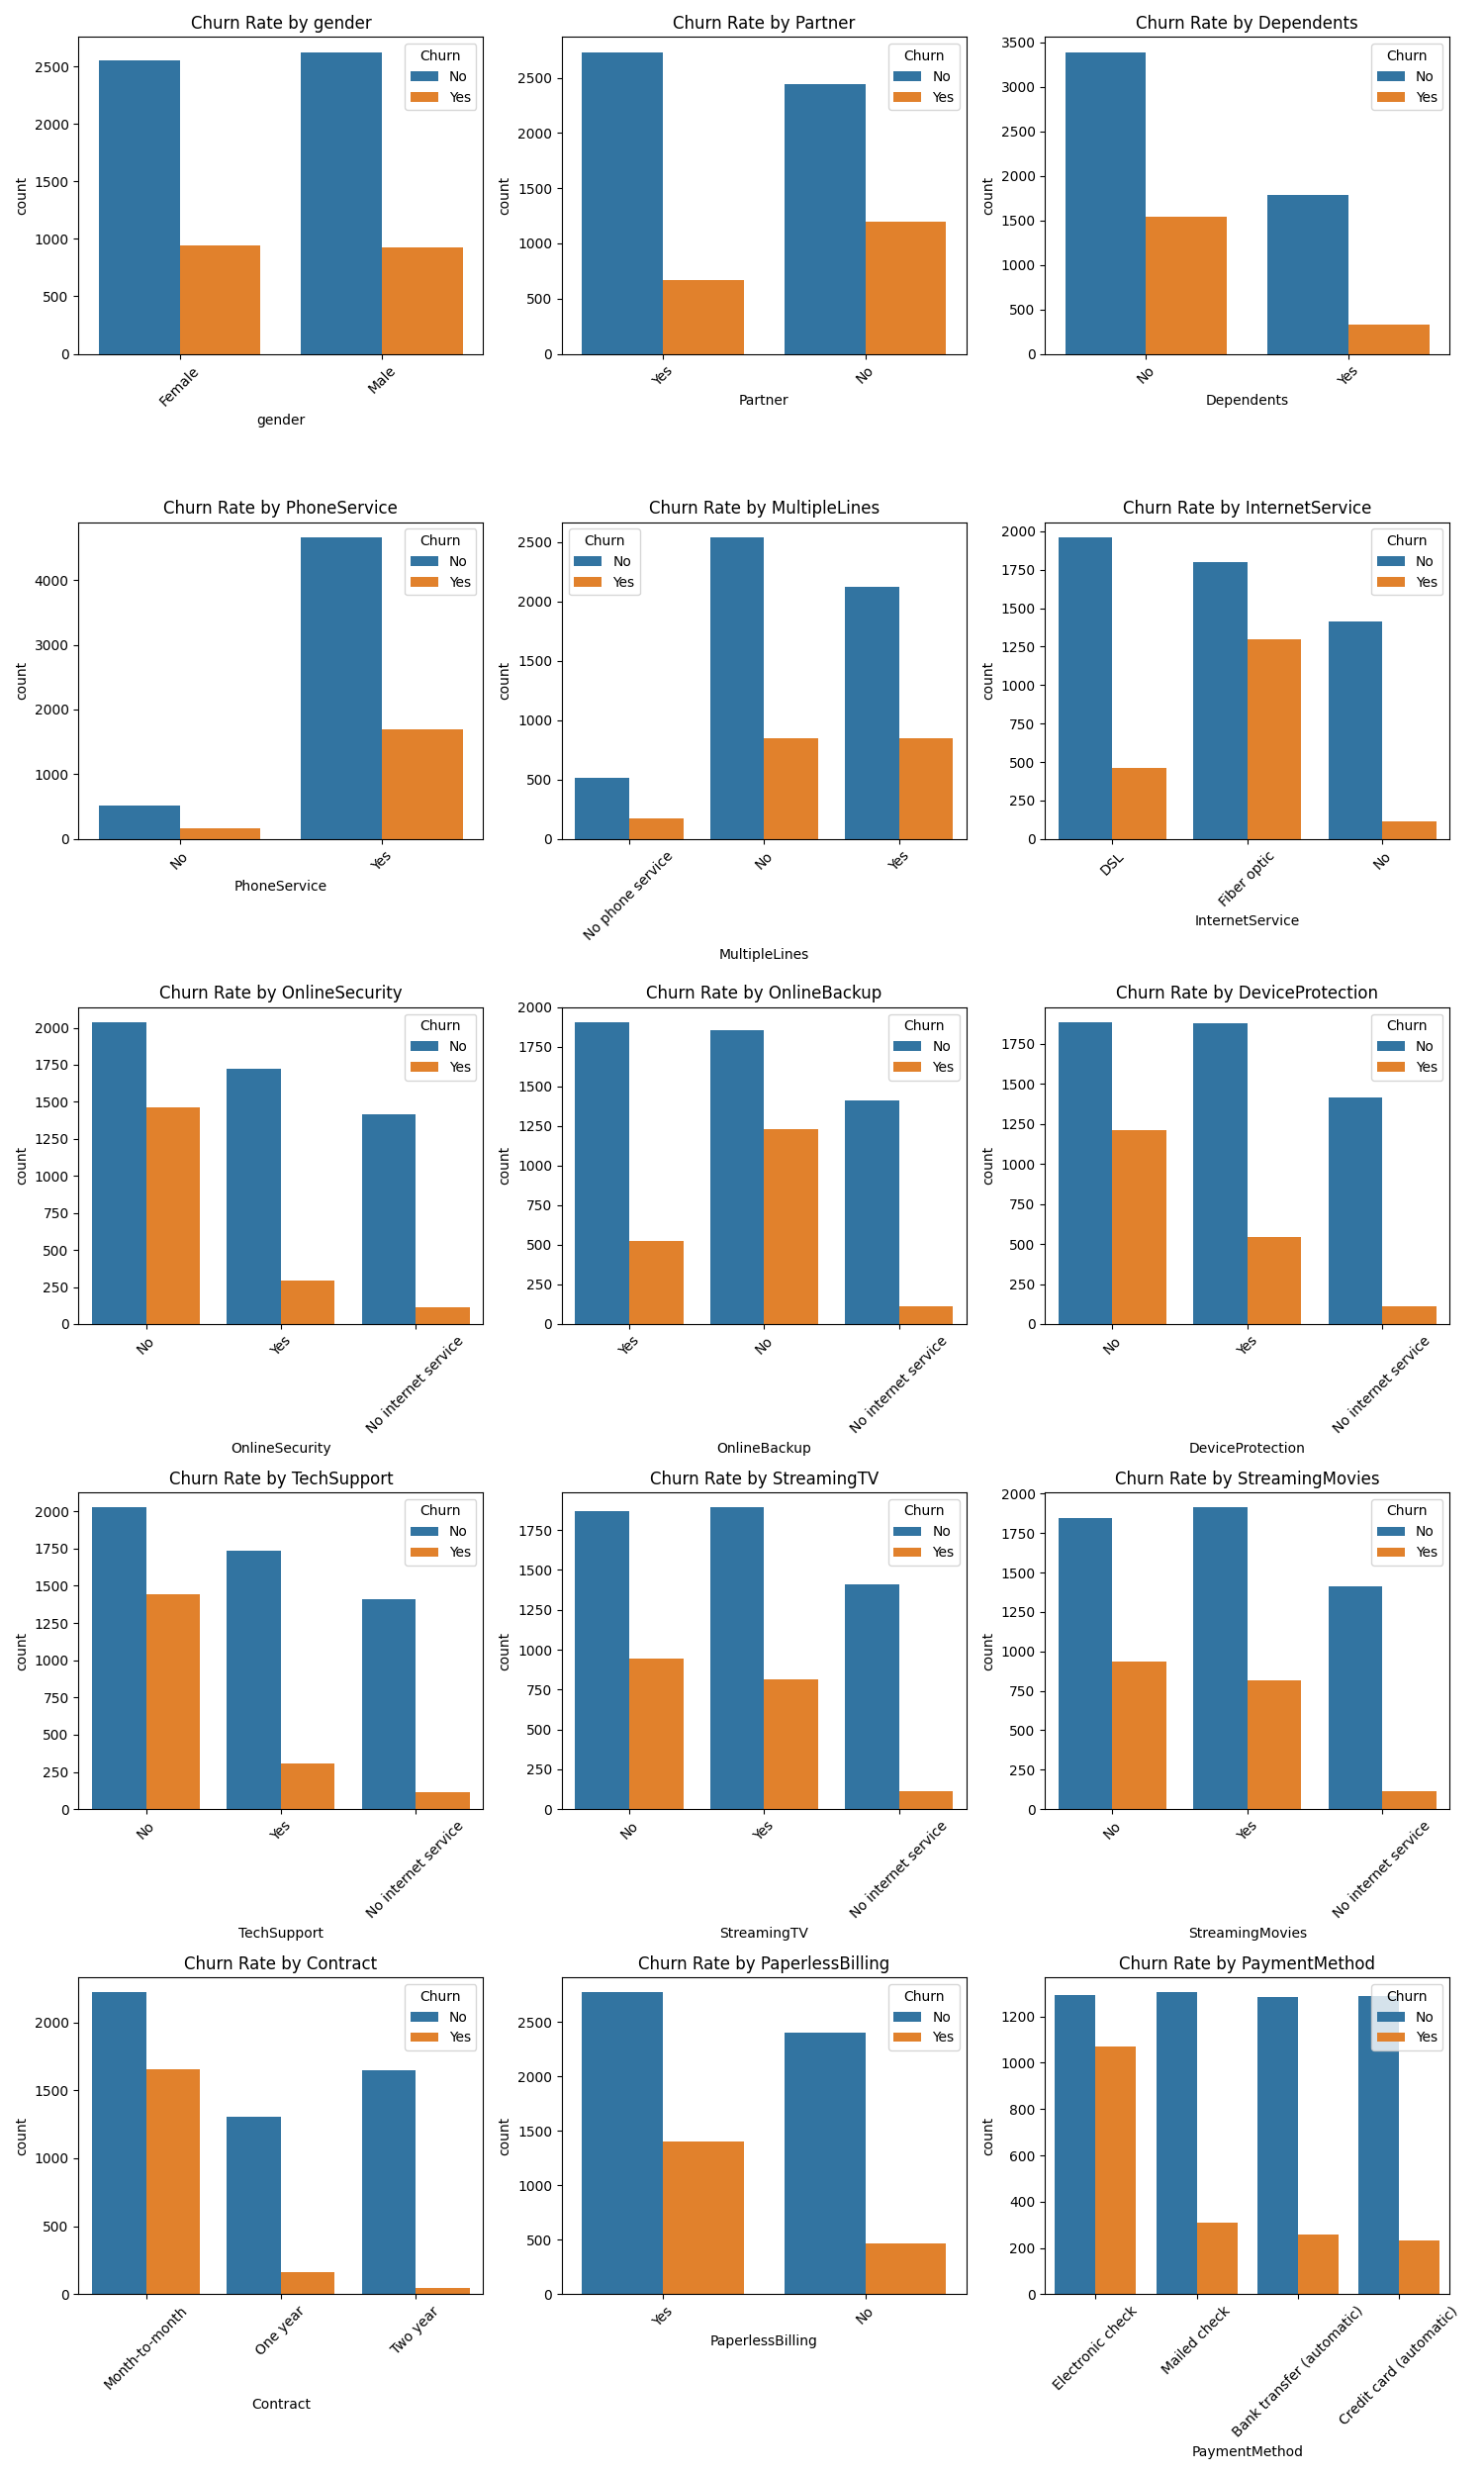 Churn Rate by gender
Churn
No
Yes
2500
2000
1500
1000
500
0
count
Female
Male
gender
Churn Rate by Partner
Churn
No
Yes
2500
2000
1500
1000
500
0
count
Yes
No
Partner
Churn Rate by Dependents
Churn
No
Yes
3500
3000
2500
2000
1500
1000
500
0
count
No
Yes
Dependents
Churn Rate by PhoneService
Churn
No
Yes
4000
3000
2000
1000
0
count
No
Yes
PhoneService
Churn Rate by MultipleLines
Churn
No
Yes
2500
2000
1500
1000
500
0
count
No phone service
No
Yes
MultipleLines
Churn Rate by InternetService
Churn
No
Yes
2000
1750
1500
1250
1000
750
500
250
0
count
DSL
Fiber optic
No
InternetService
Churn Rate by OnlineSecurity
Churn
No
Yes
2000
1750
1500
1250
1000
750
500
250
0
count
No
Yes
No internet service
OnlineSecurity
Churn Rate by OnlineBackup
Churn
No
Yes
2000
1750
1500
1250
1000
750
500
250
0
count
Yes
No
No internet service
OnlineBackup
Churn Rate by DeviceProtection
Churn
No
Yes
1750
1500
1250
1000
750
500
250
0
count
No
Yes
No internet service
DeviceProtection
Churn Rate by TechSupport
Churn
No
Yes
2000
1750
1500
1250
1000
750
500
250
0
count
No
Yes
No internet service
TechSupport
Churn Rate by StreamingTV
Churn
No
Yes
1750
1500
1250
1000
750
500
250
0
count
No
Yes
No internet service
StreamingTV
Churn Rate by StreamingMovies
Churn
No
Yes
2000
1750
1500
1250
1000
750
500
250
0
count
No
Yes
No internet service
StreamingMovies
Churn Rate by Contract
Churn
No
Yes
2000
1500
1000
500
0
count
Month-to-month
One year
Two year
Contract
Churn Rate by PaperlessBilling
Churn
No
Yes
2500
2000
1500
1000
500
0
count
Yes
No
PaperlessBilling
Churn Rate by PaymentMethod
Churn
No
Yes
1200
1000
800
600
400
200
0
count
Electronic check
Mailed check
Bank transfer (automatic)
Credit card (automatic)
PaymentMethod